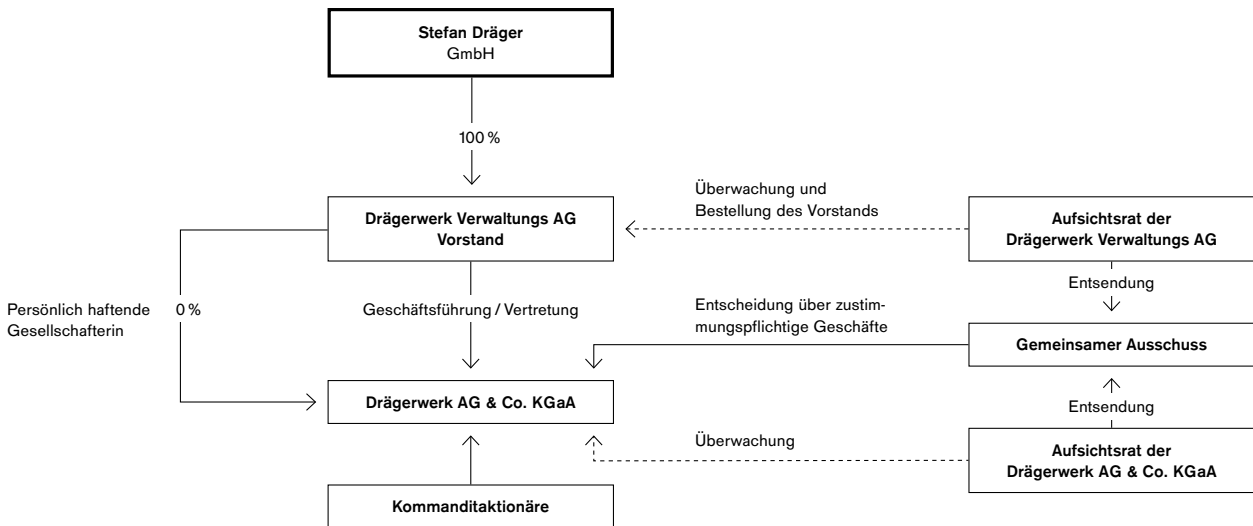 Stefan Dräger
GmbH
100 %
Überwachung und
Bestellung des Vorstands
Drägerwerk Verwaltungs AG
Vorstand
Aufsichtsrat der
Drägerwerk Verwaltungs AG
Persönlich haftende
Gesellschafterin
0 %
Geschäftsführung / Vertretung
Entscheidung über zustim-
mungspflichtige Geschäfte
Entsendung
Gemeinsamer Ausschuss
Drägerwerk AG & Co. KGaA
Entsendung
Überwachung
Aufsichtsrat der
Drägerwerk AG & Co. KGaA
Kommanditaktionäre